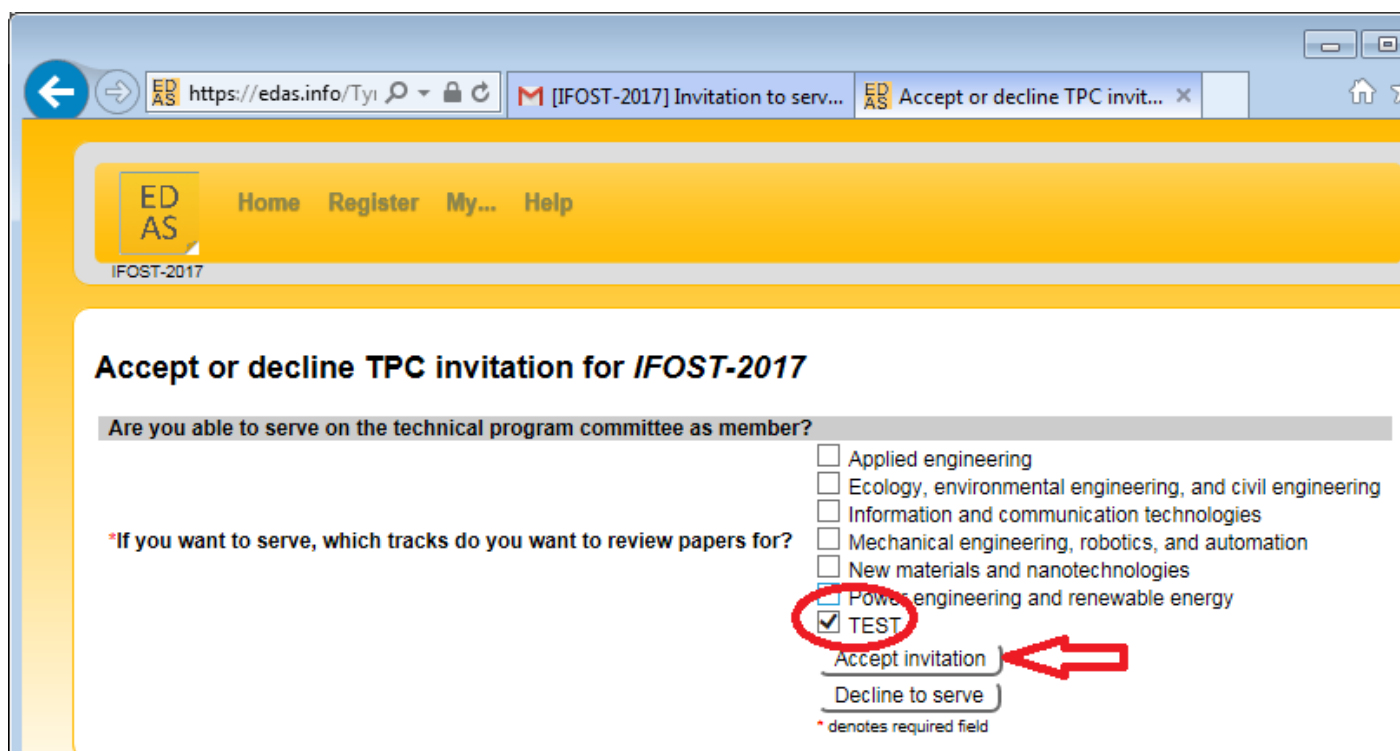 https://edas.info/Tyı
[IFOST-2017] Invitation to serv...
Accept or decline TPC invit...
ED
AS
Home Register My... Help
IFOST-2017
Accept or decline TPC invitation for IFOST-2017
Are you able to serve on the technical program committee as member?
*If you want to serve, which tracks do you want to review papers for?
Applied engineering
Ecology, environmental engineering, and civil engineering
Information and communication technologies
Mechanical engineering, robotics, and automation
New materials and nanotechnologies
Power engineering and renewable energy
TEST
Accept invitation
Decline to serve
* denotes required field